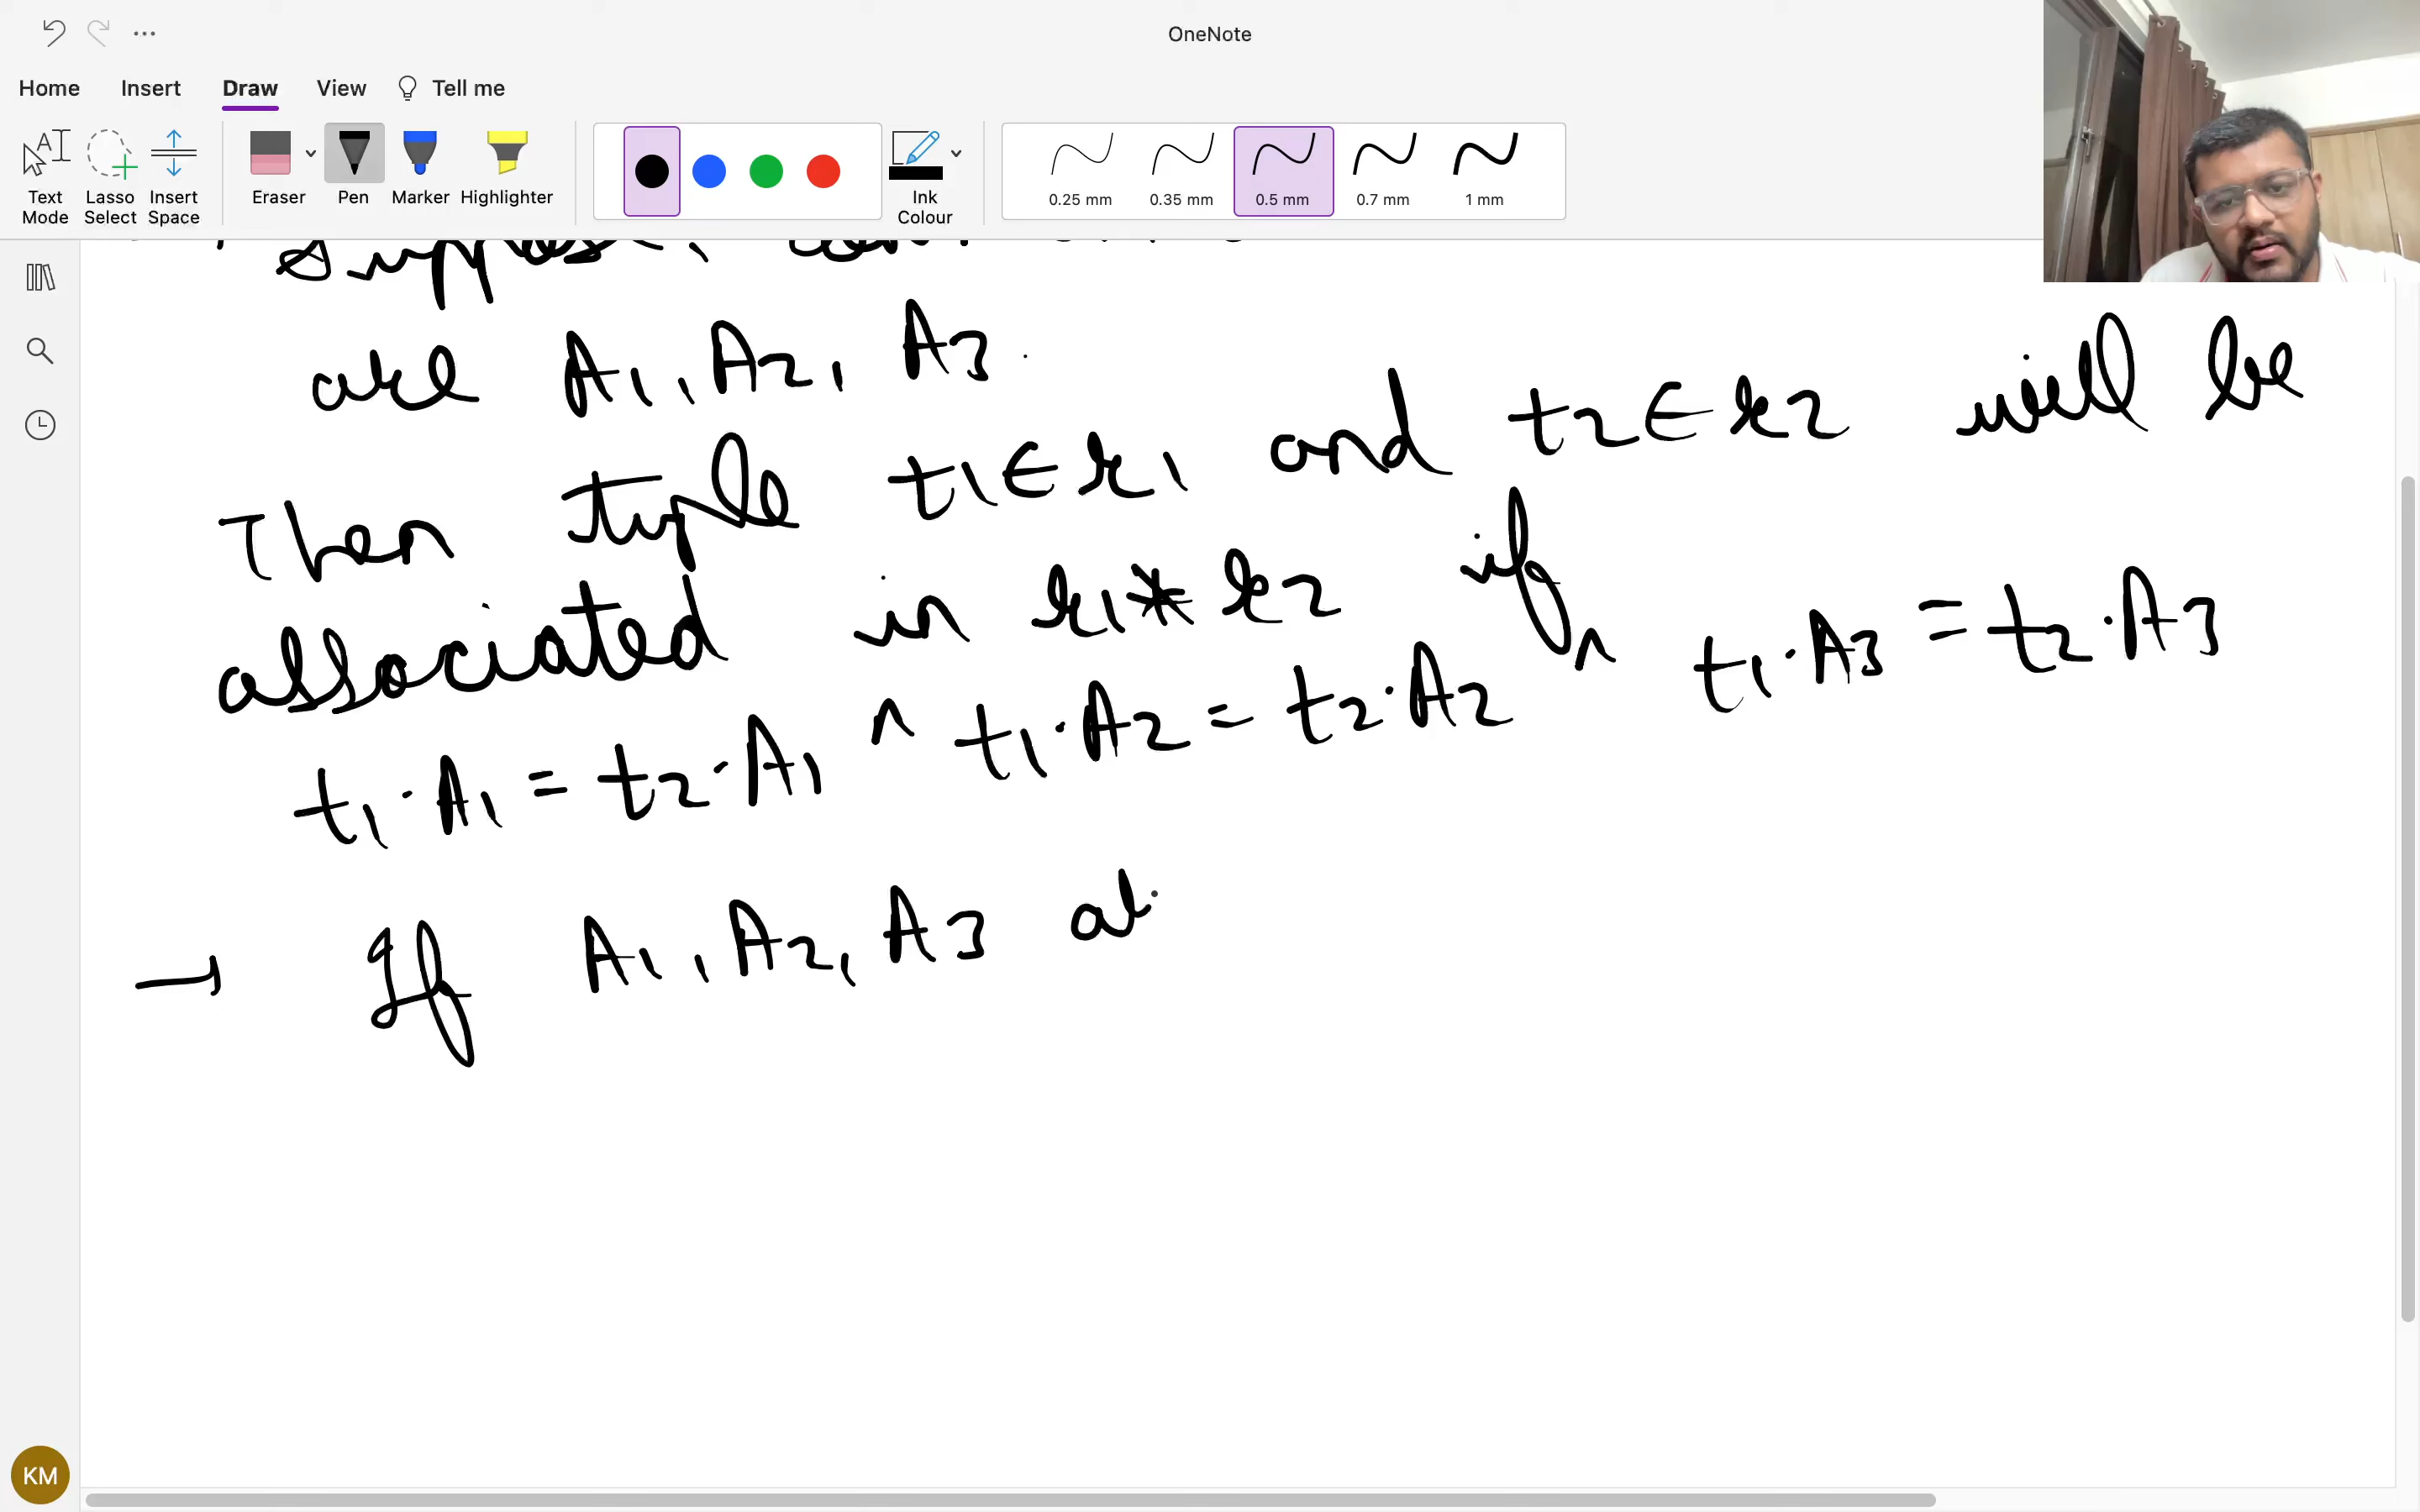 OneNote
Home Insert Draw View Tell me
Text Mode Lasso Select Insert Space Eraser Pen Marker Highlighter Ink Colour 0.25 mm 0.35 mm 0.5 mm 0.7 mm 1 mm
Suppose,
are A1, A2, A3.
Then tuple t1 ∈ r1 and t2 ∈ r2 will be
associated in r1 * r2 if
t1.A1 = t2.A1 ^ t1.A2 = t2.A2 ^ t1.A3 = t2.A3
→ If A1, A2, A3
KM